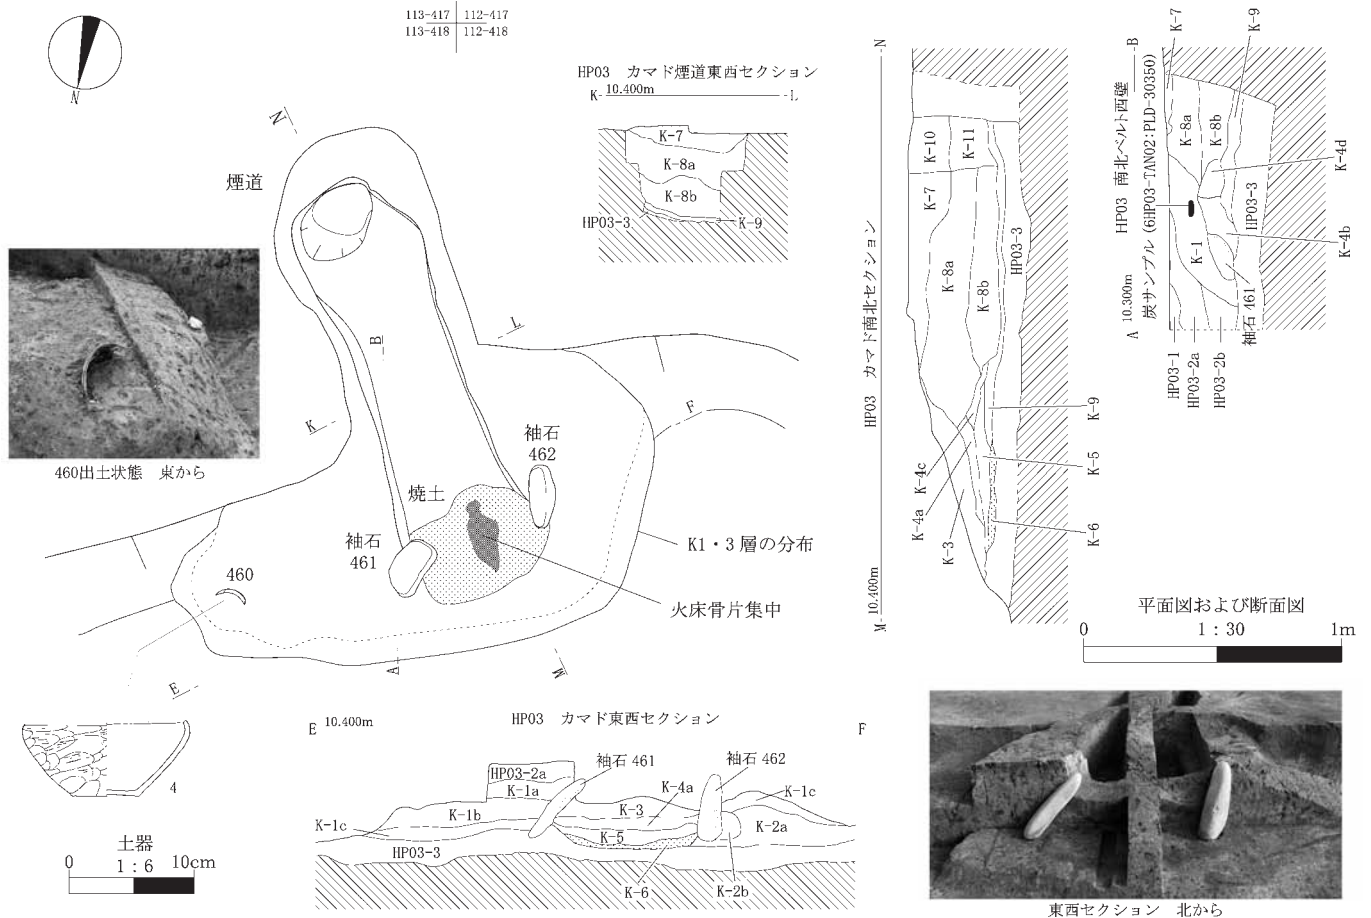 113-417 112-417
113-418 112-418
N
HP03 カマド煙道東西セクション
K 10.400m L
K-7
K-8a
K-8b
HP03-3
K-9
煙道
N
L
B
K
F
袖石
462
焼土
袖石
461
K1・3層の分布
460
火床骨片集中
E
A
M
460出土状態 東から
4
土器
0 1:6 10cm
HP03 カマド東西セクション
E 10.400m F
袖石461
袖石462
HP03-2a
K-1a
K-4a
K-1c
K-1b
K-3
K-1c
K-2a
K-5
HP03-3
K-6
K-2b
HP03 カマド南北セクション
N
M 10.400m
K-10
K-11
K-7
K-8a
K-8b
HP03-3
K-9
K-4c
K-5
K-4a
K-3
K-6
HP03 南北ベルト西壁
炭サンプル(6HP03-TAN02:PLD-30350)
B
A 10.300m
K-7
K-9
K-8a
K-8b
K-4d
HP03-3
K-4b
K-1
袖石461
HP03-1
HP03-2a
HP03-2b
平面図および断面図
0 1:30 1m
東西セクション 北から